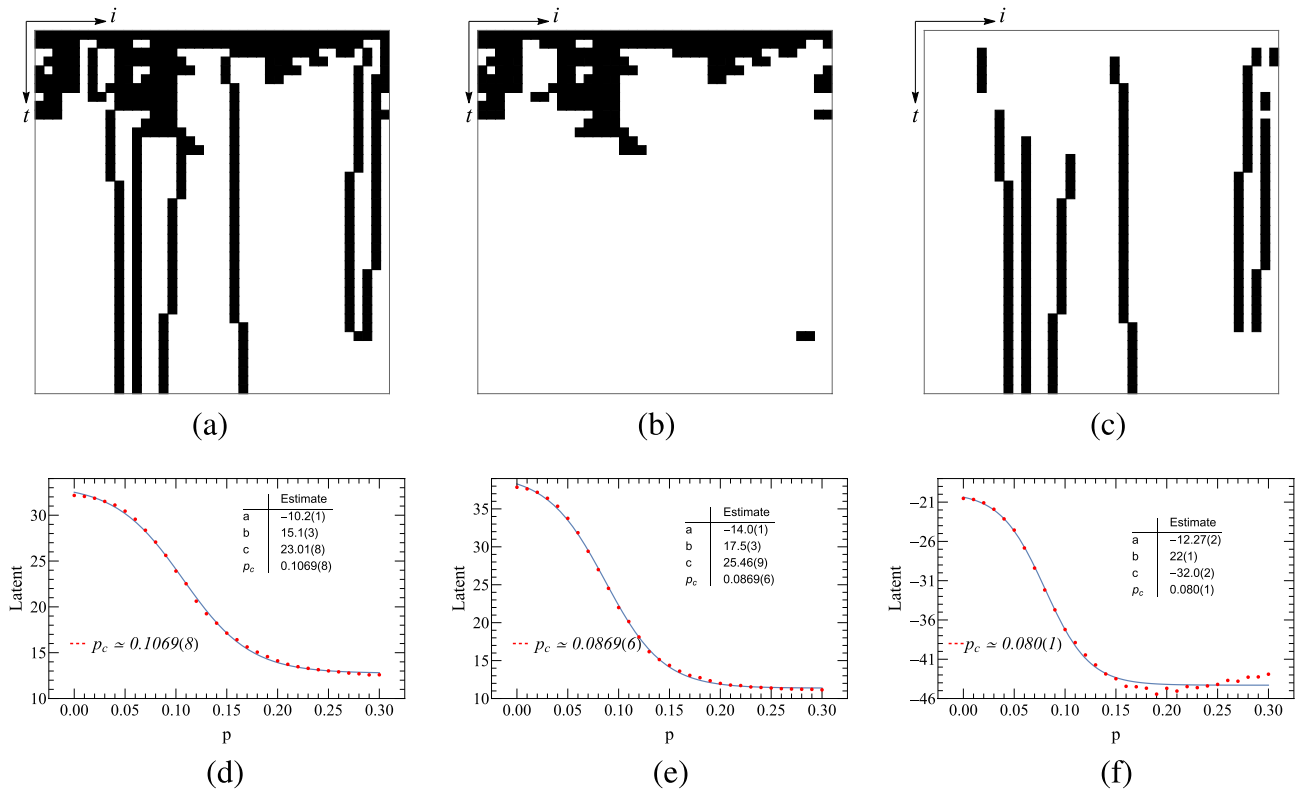 i
i
i
t
t
t
(a)
(b)
(c)
Latent
30
25
20
15
10
Estimate
a −10.2(1)
b 15.1(3)
c 23.01(8)
p_c 0.1069(8)
p_c ≃ 0.1069(8)
0.00 0.05 0.10 0.15 0.20 0.25 0.30
p
(d)
Latent
35
30
25
20
15
10
Estimate
a −14.0(1)
b 17.5(3)
c 25.46(9)
p_c 0.0869(6)
p_c ≃ 0.0869(6)
0.00 0.05 0.10 0.15 0.20 0.25 0.30
p
(e)
Latent
−21
−26
−31
−36
−41
−46
Estimate
a −12.27(2)
b 22(1)
c −32.0(2)
p_c 0.080(1)
p_c ≃ 0.080(1)
0.00 0.05 0.10 0.15 0.20 0.25 0.30
p
(f)